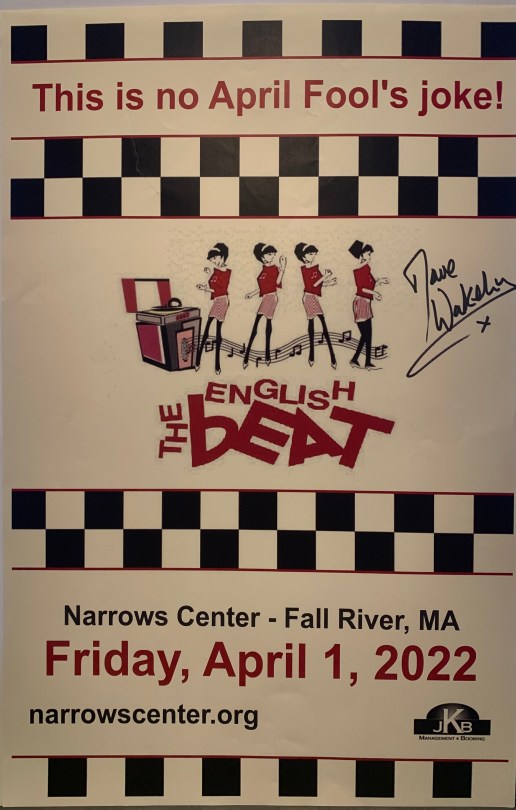 This is no April Fool's joke!
Dave
Wakeling
x
THE
ENGLISH
bEAT
Narrows Center - Fall River, MA
Friday, April 1, 2022
narrowscenter.org
JKB
MANAGEMENT & BOOKING